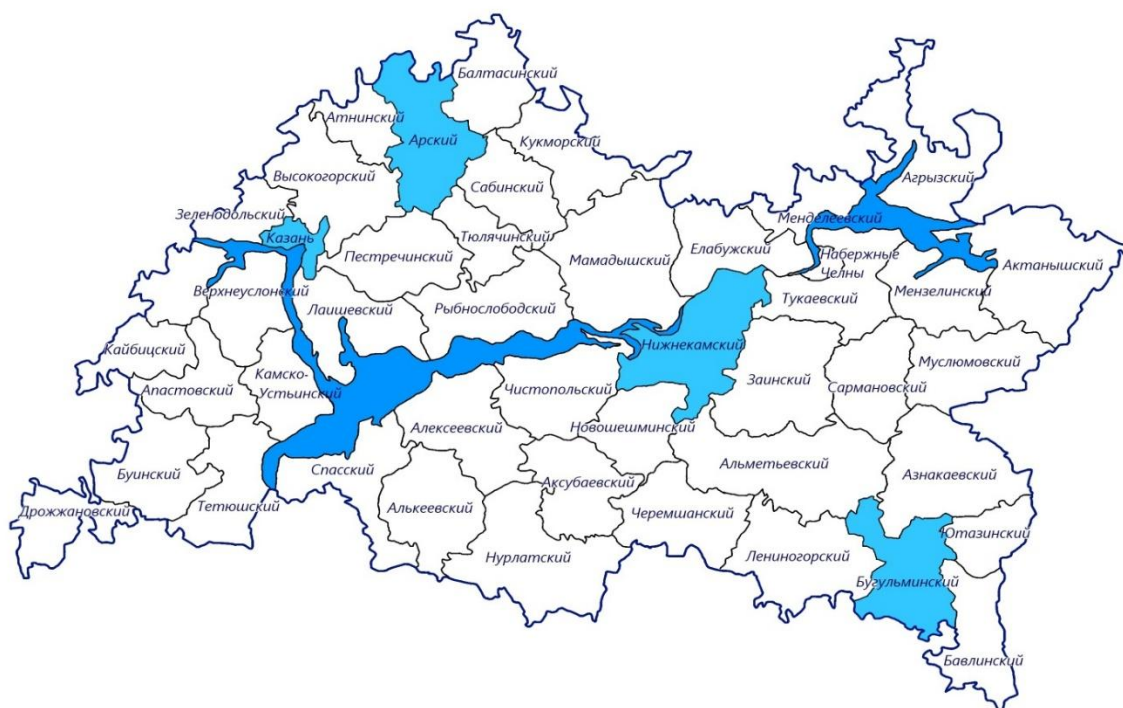 Балтасинский
Атнинский
Арский
Кукморский
Высокогорский
Сабинский
Агрызский
Зеленодольский
Менделеевский
Казань
Тюлячинский
Елабужский
Пестречинский
Мамадышский
Набержные
Челны
Актанышский
Верхнеуслонский
Лаишевский
Рыбнослободский
Тукаевский
Мензелинский
Кайбицский
Нижнекамский
Муслюмовский
Камско-
Устьинский
Апастовский
Чистопольский
Заинский
Сармановский
Алексеевский
Новошешминский
Буинский
Спасский
Альметьевский
Азнакаевский
Аксубаевский
Дрожжановский
Тетюшский
Алькеевский
Черемшанский
Ютазинский
Нурлатский
Лениногорский
Бугульминский
Бавлинский